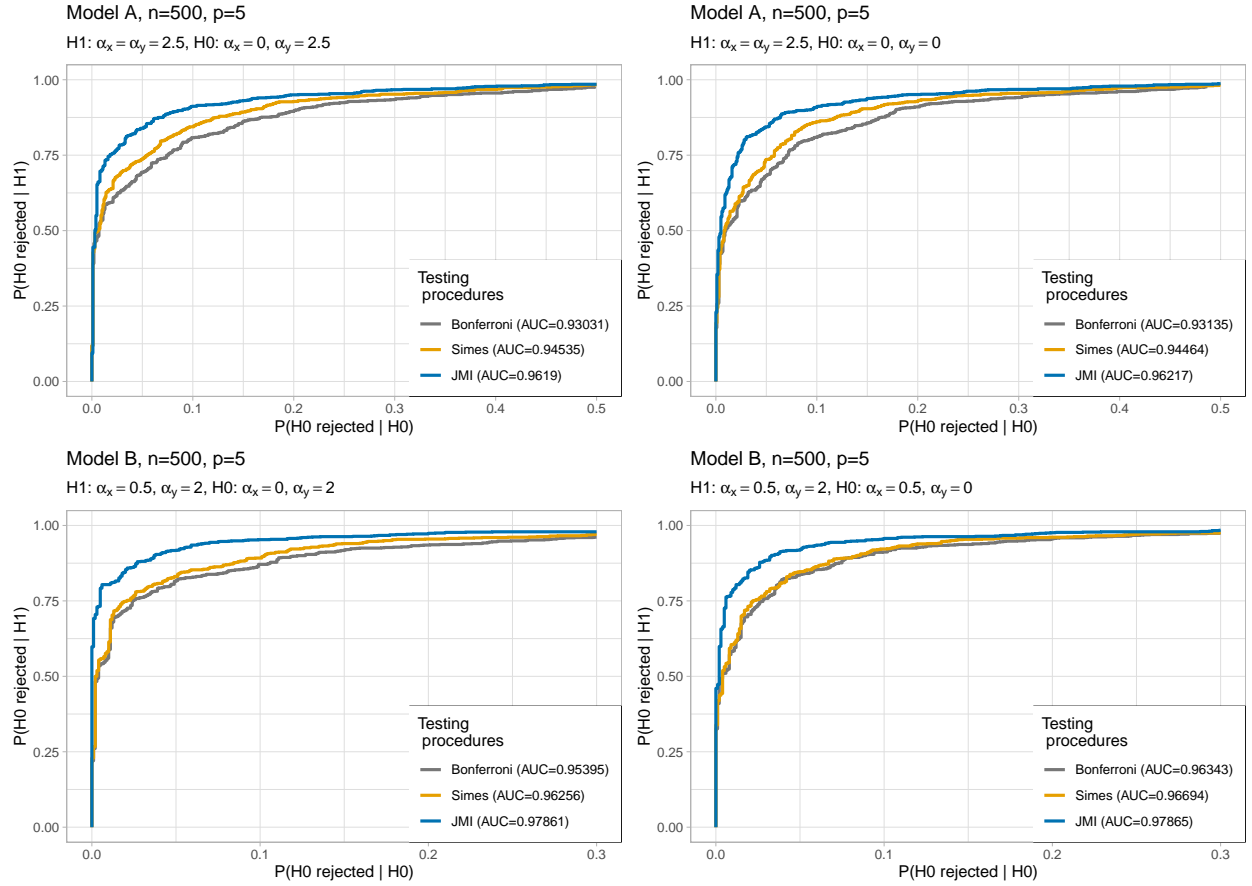 Model A, n=500, p=5
H1: αx = αy = 2.5, H0: αx = 0, αy = 2.5
1.00
0.75
0.50
0.25
0.00
P(H0 rejected | H1)
Testing
procedures
Bonferroni (AUC=0.93031)
Simes (AUC=0.94535)
JMI (AUC=0.9619)
0.0 0.1 0.2 0.3 0.4 0.5
P(H0 rejected | H0)
Model A, n=500, p=5
H1: αx = αy = 2.5, H0: αx = 0, αy = 0
1.00
0.75
0.50
0.25
0.00
P(H0 rejected | H1)
Testing
procedures
Bonferroni (AUC=0.93135)
Simes (AUC=0.94464)
JMI (AUC=0.96217)
0.0 0.1 0.2 0.3 0.4 0.5
P(H0 rejected | H0)
Model B, n=500, p=5
H1: αx = 0.5, αy = 2, H0: αx = 0, αy = 2
1.00
0.75
0.50
0.25
0.00
P(H0 rejected | H1)
Testing
procedures
Bonferroni (AUC=0.95395)
Simes (AUC=0.96256)
JMI (AUC=0.97861)
0.0 0.1 0.2 0.3
P(H0 rejected | H0)
Model B, n=500, p=5
H1: αx = 0.5, αy = 2, H0: αx = 0.5, αy = 0
1.00
0.75
0.50
0.25
0.00
P(H0 rejected | H1)
Testing
procedures
Bonferroni (AUC=0.96343)
Simes (AUC=0.96694)
JMI (AUC=0.97865)
0.0 0.1 0.2 0.3
P(H0 rejected | H0)